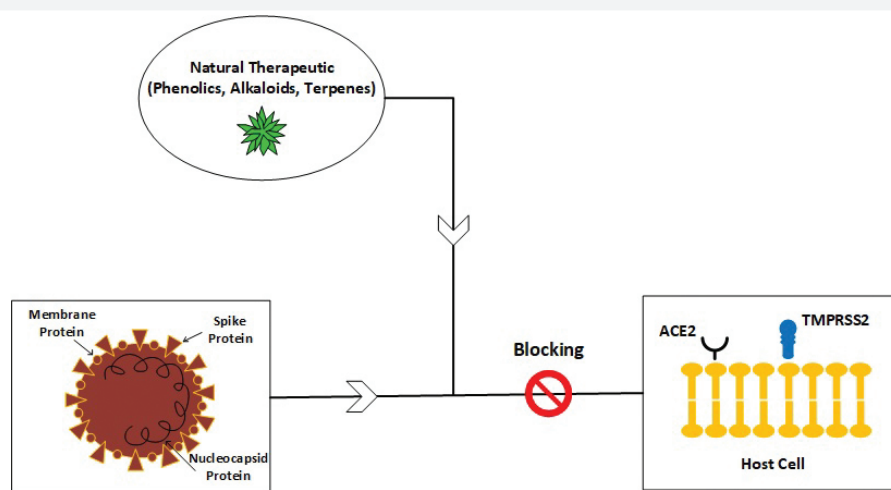 Natural Therapeutic
(Phenolics, Alkaloids, Terpenes)
Membrane
Protein
Spike
Protein
Nucleocapsid
Protein
Blocking
ACE2
TMPRSS2
Host Cell